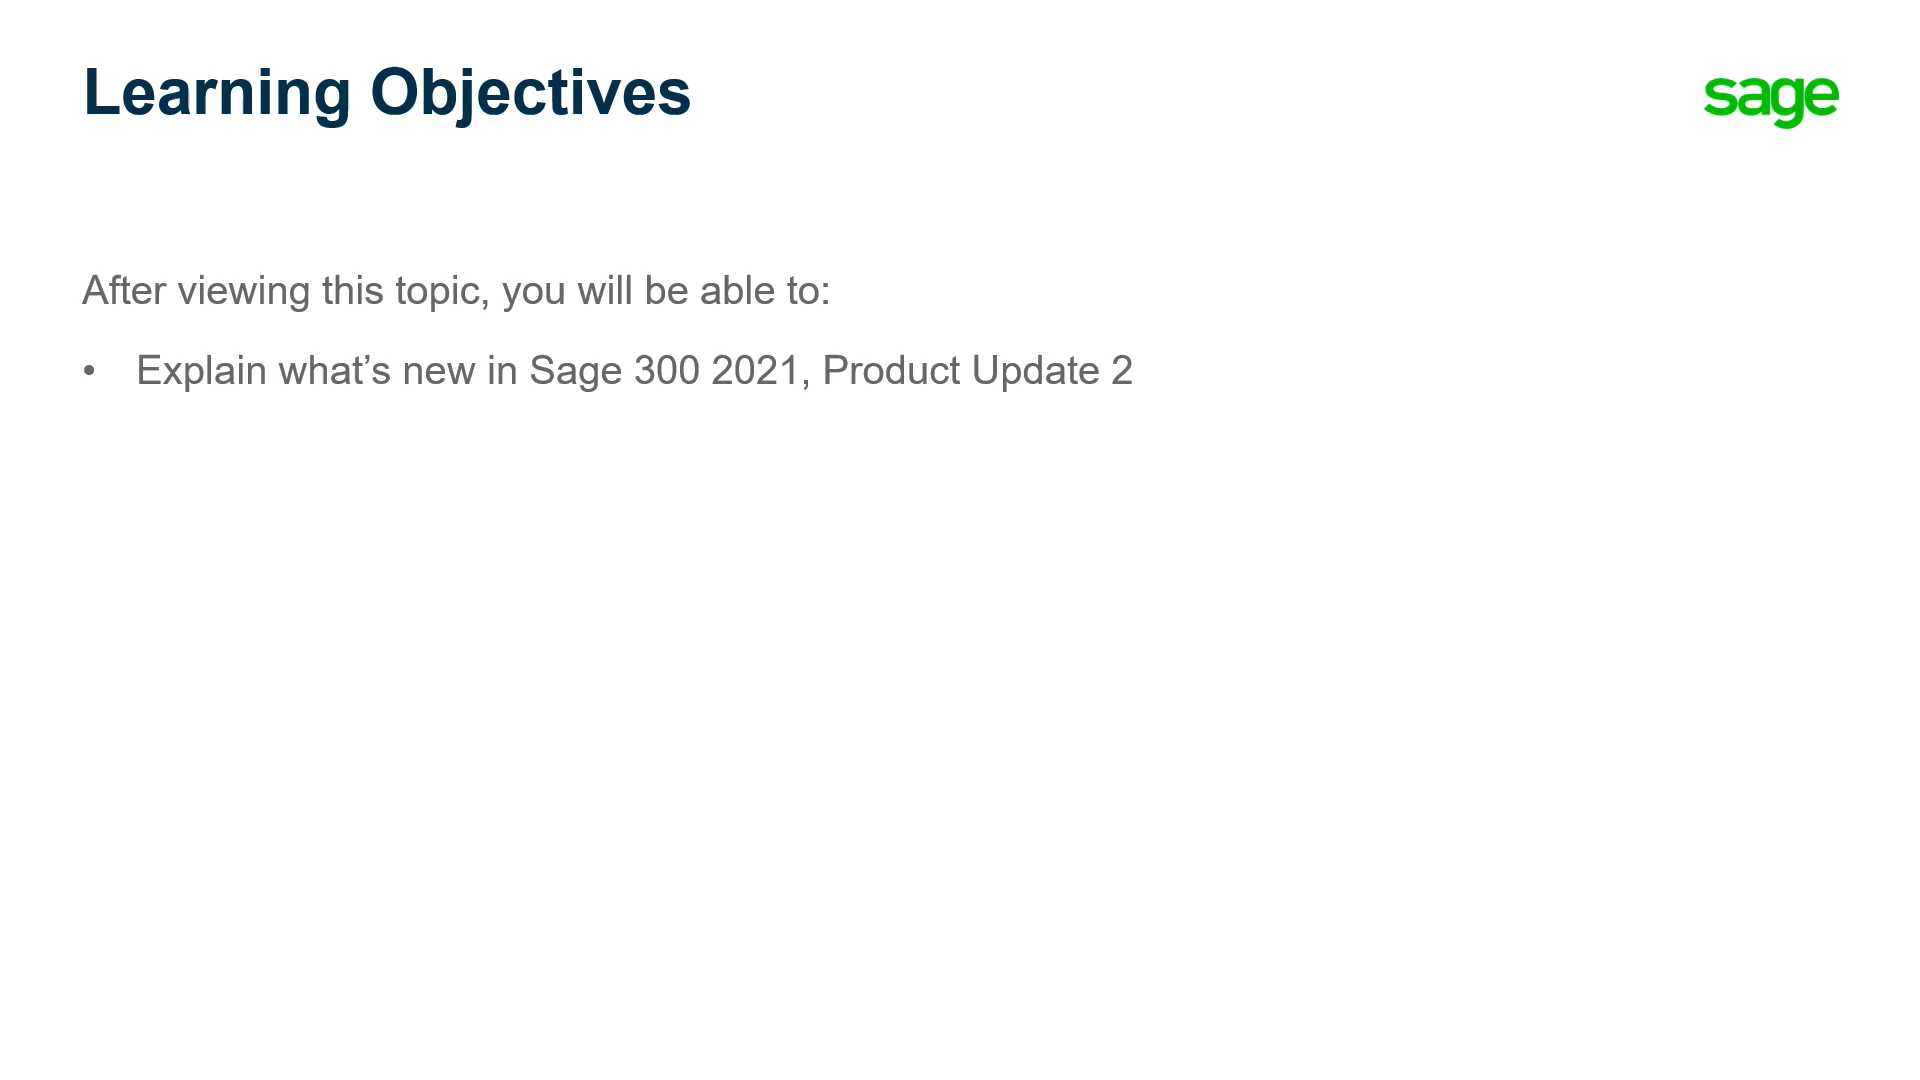 Learning Objectives
sage
After viewing this topic, you will be able to:
• Explain what’s new in Sage 300 2021, Product Update 2